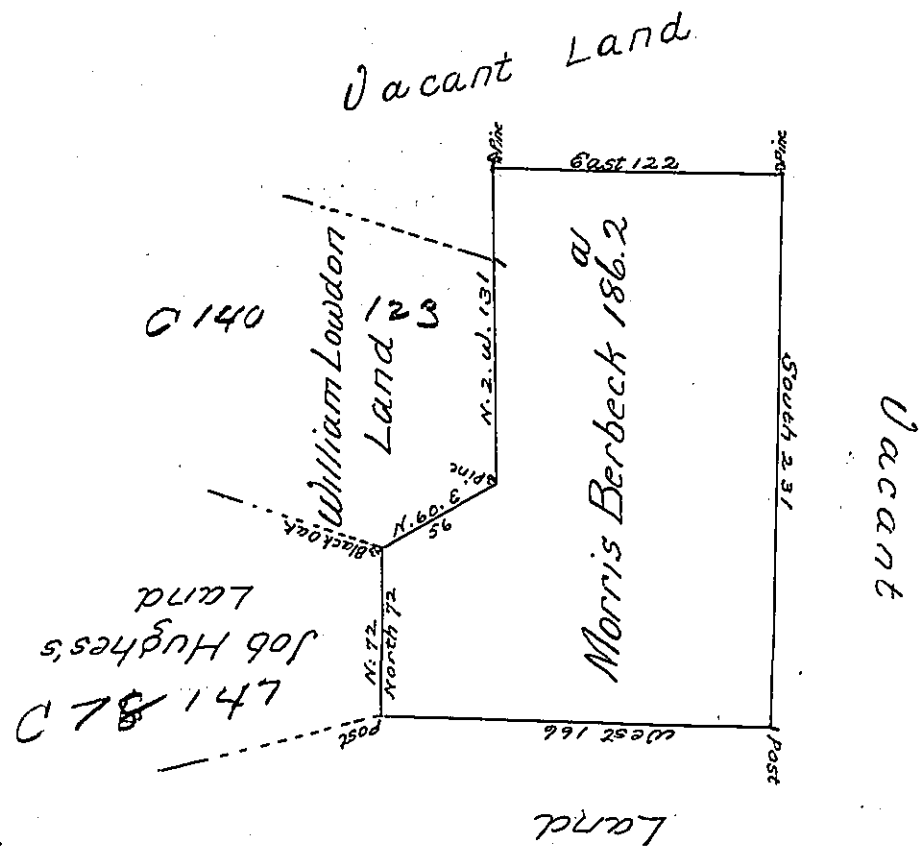 Vacant Land
Pine
East 122
Pine
William Lowdon
Land
C 140
123
N. 2. W. 131
a
Morris Berbeck 186.2
South 231
Vacant
Pine
N. 60. E
56
Black oak
Job Hughes's
Land
147
N: 72
North 72
Post
West 166
Post
Land